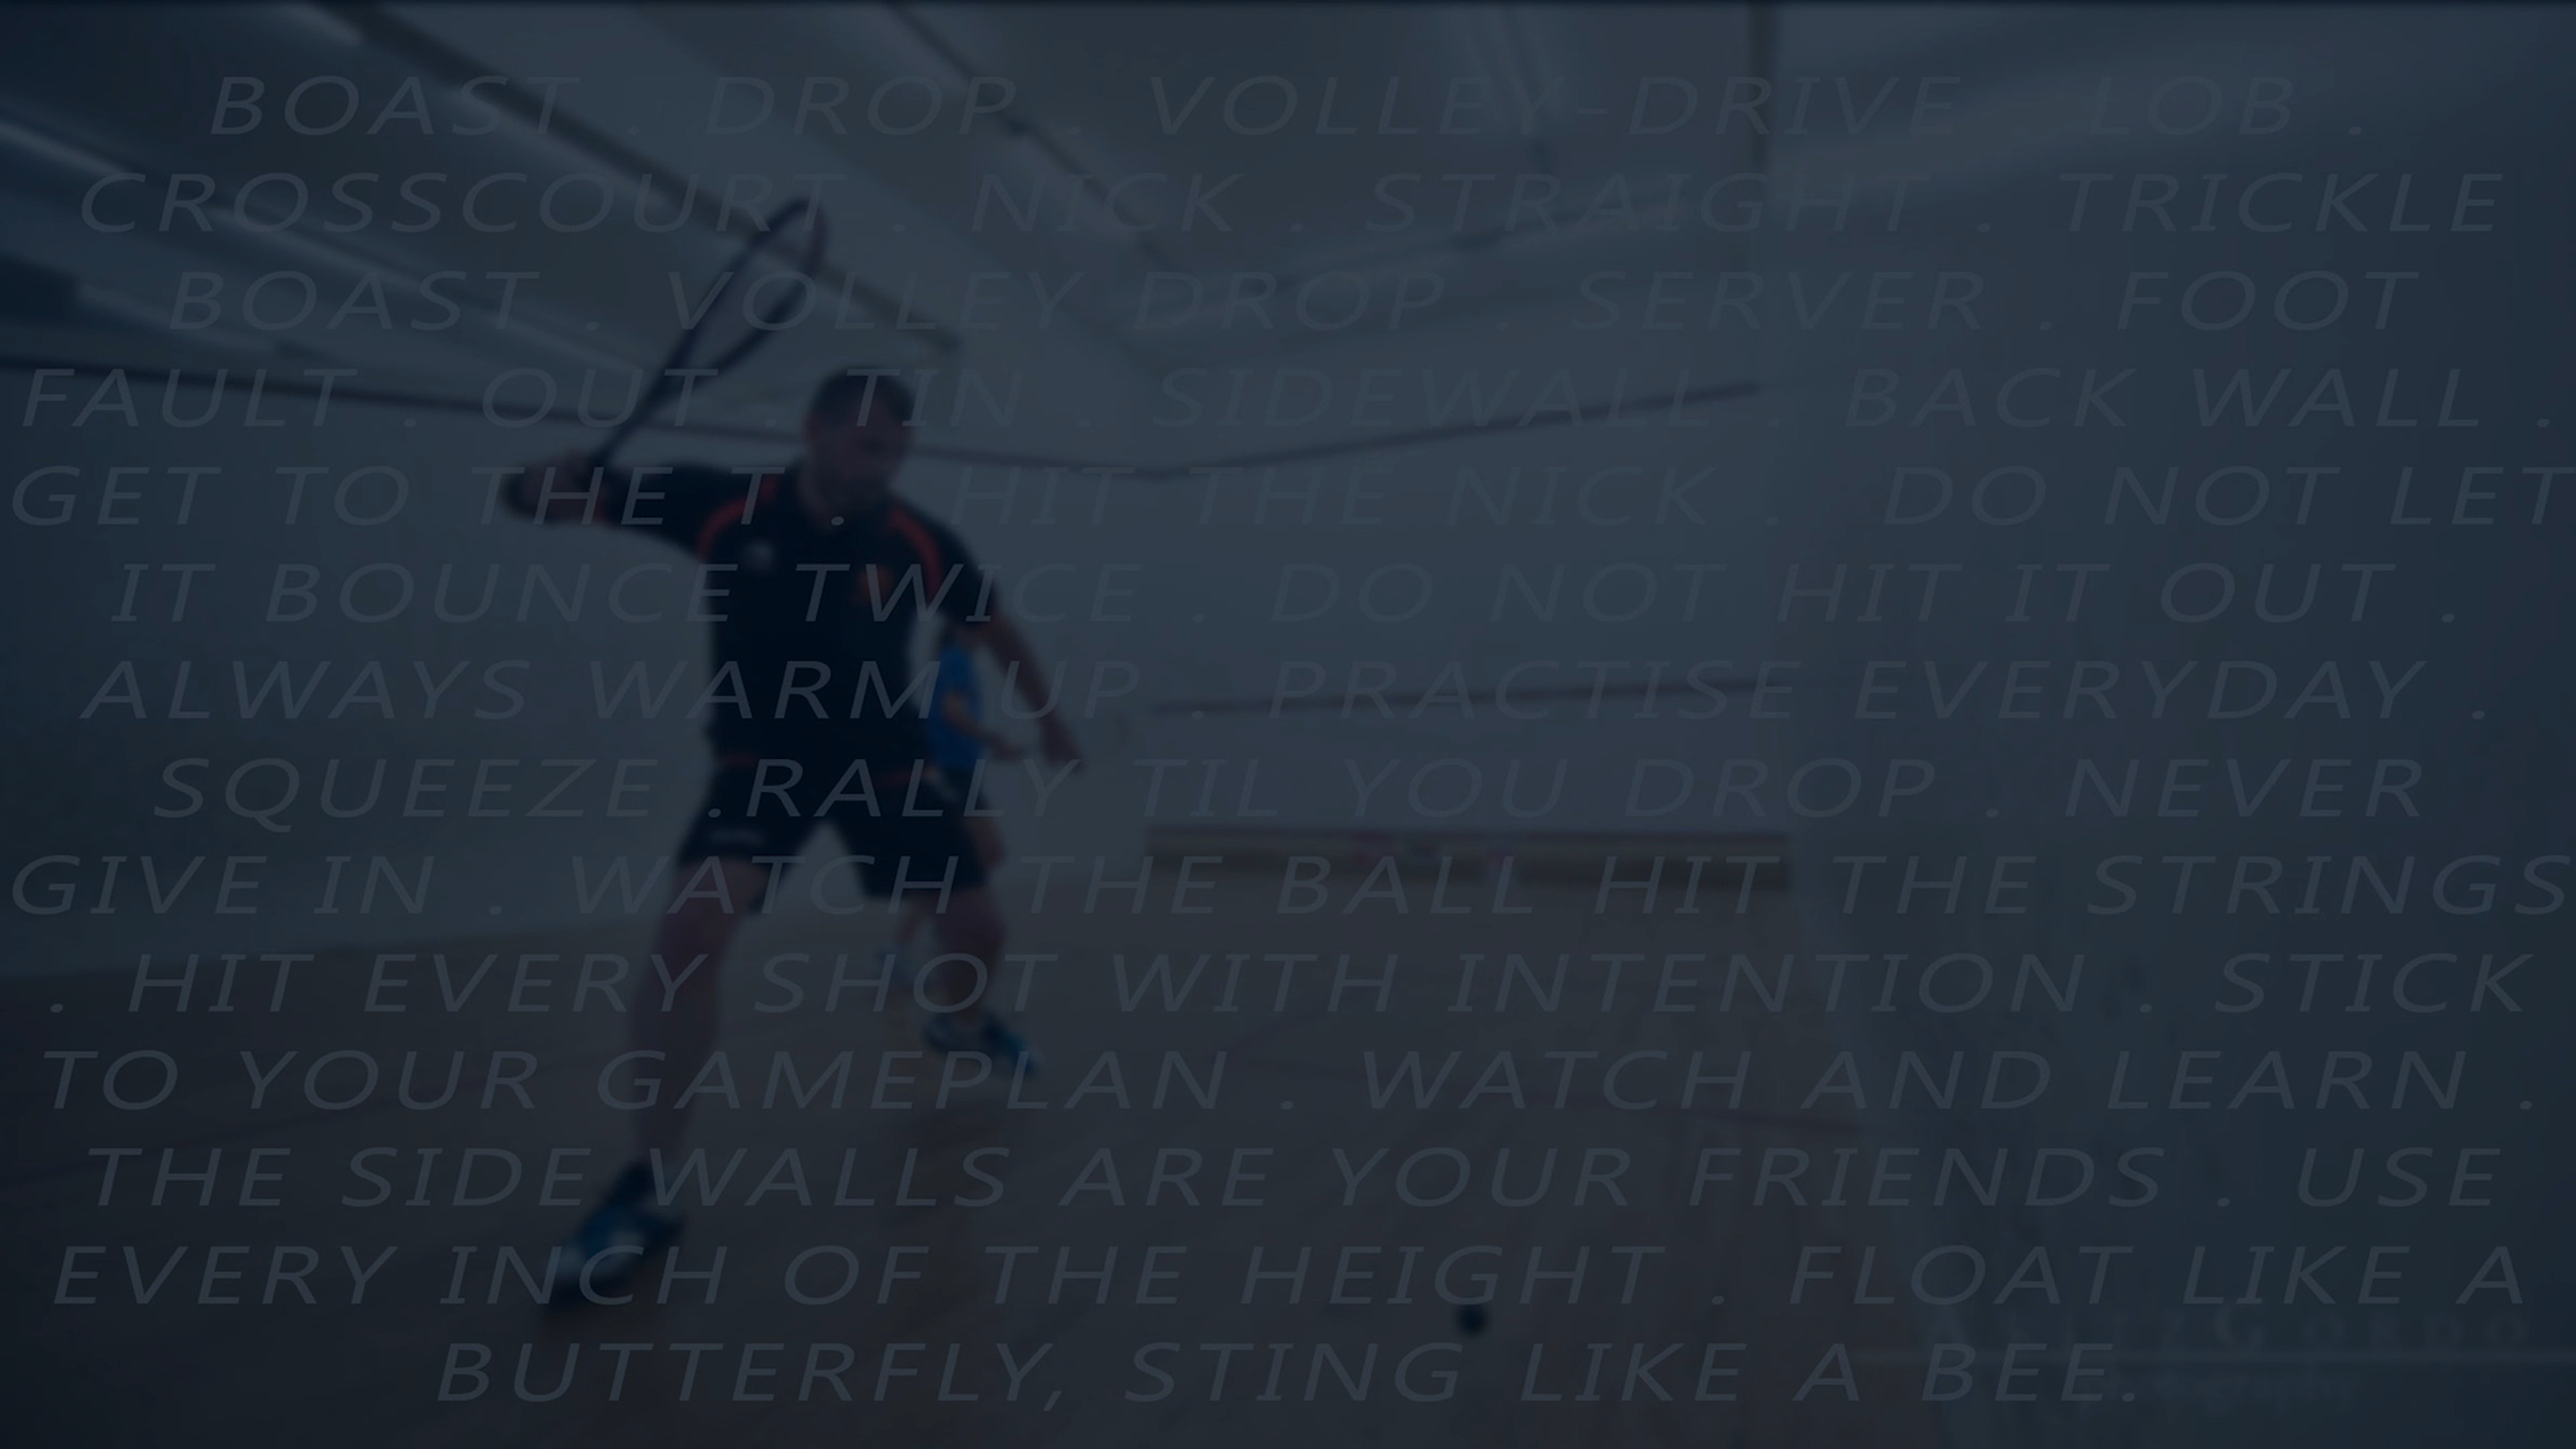 BOAST . DROP . VOLLEY-DRIVE . LOB .
CROSSCOURT . NICK . STRAIGHT . TRICKLE
BOAST . VOLLEY DROP . SERVER . FOOT
FAULT . OUT . TIN . SIDEWALL . BACK WALL .
GET TO THE T . HIT THE NICK . DO NOT LET
IT BOUNCE TWICE . DO NOT HIT IT OUT .
ALWAYS WARM UP . PRACTISE EVERYDAY .
SQUEEZE .RALLY TIL YOU DROP . NEVER
GIVE IN . WATCH THE BALL HIT THE STRINGS
. HIT EVERY SHOT WITH INTENTION . STICK
TO YOUR GAMEPLAN . WATCH AND LEARN .
THE SIDE WALLS ARE YOUR FRIENDS . USE
EVERY INCH OF THE HEIGHT . FLOAT LIKE A
BUTTERFLY, STING LIKE A BEE.